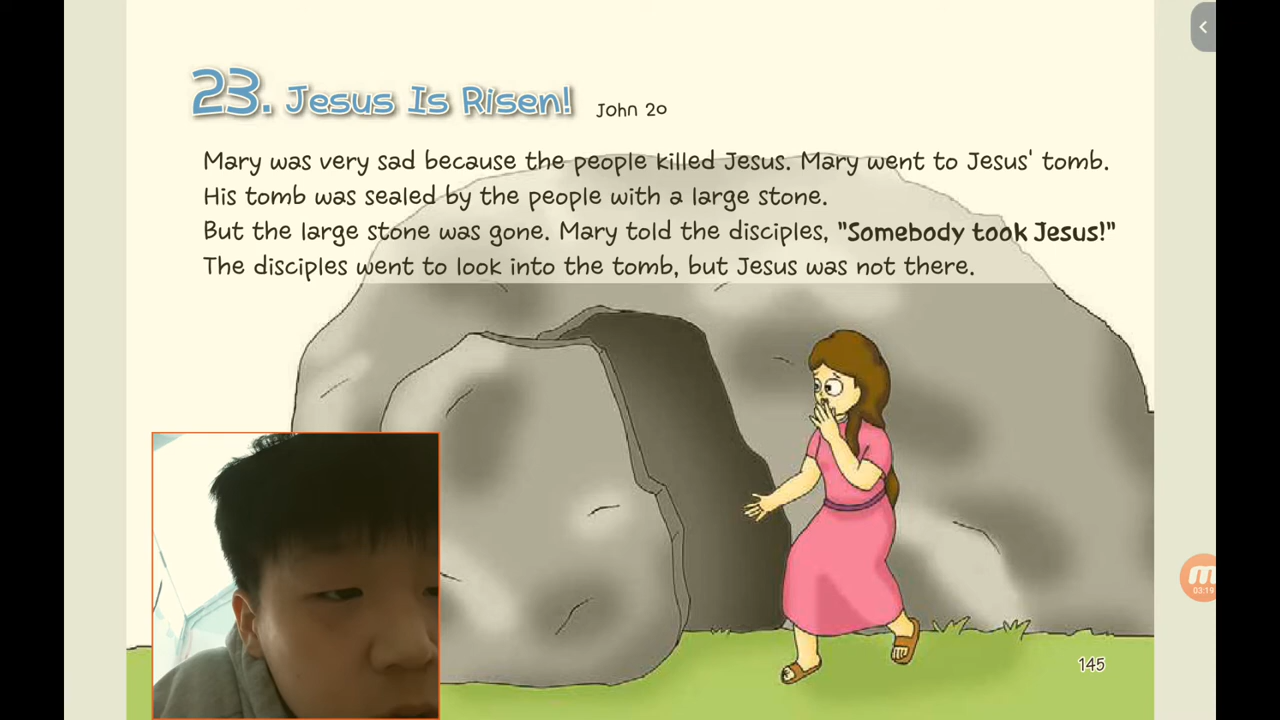 23. Jesus Is Risen! John 20
Mary was very sad because the people killed Jesus. Mary went to Jesus' tomb.
His tomb was sealed by the people with a large stone.
But the large stone was gone. Mary told the disciples, "Somebody took Jesus!"
The disciples went to look into the tomb, but Jesus was not there.
M
03:19
145